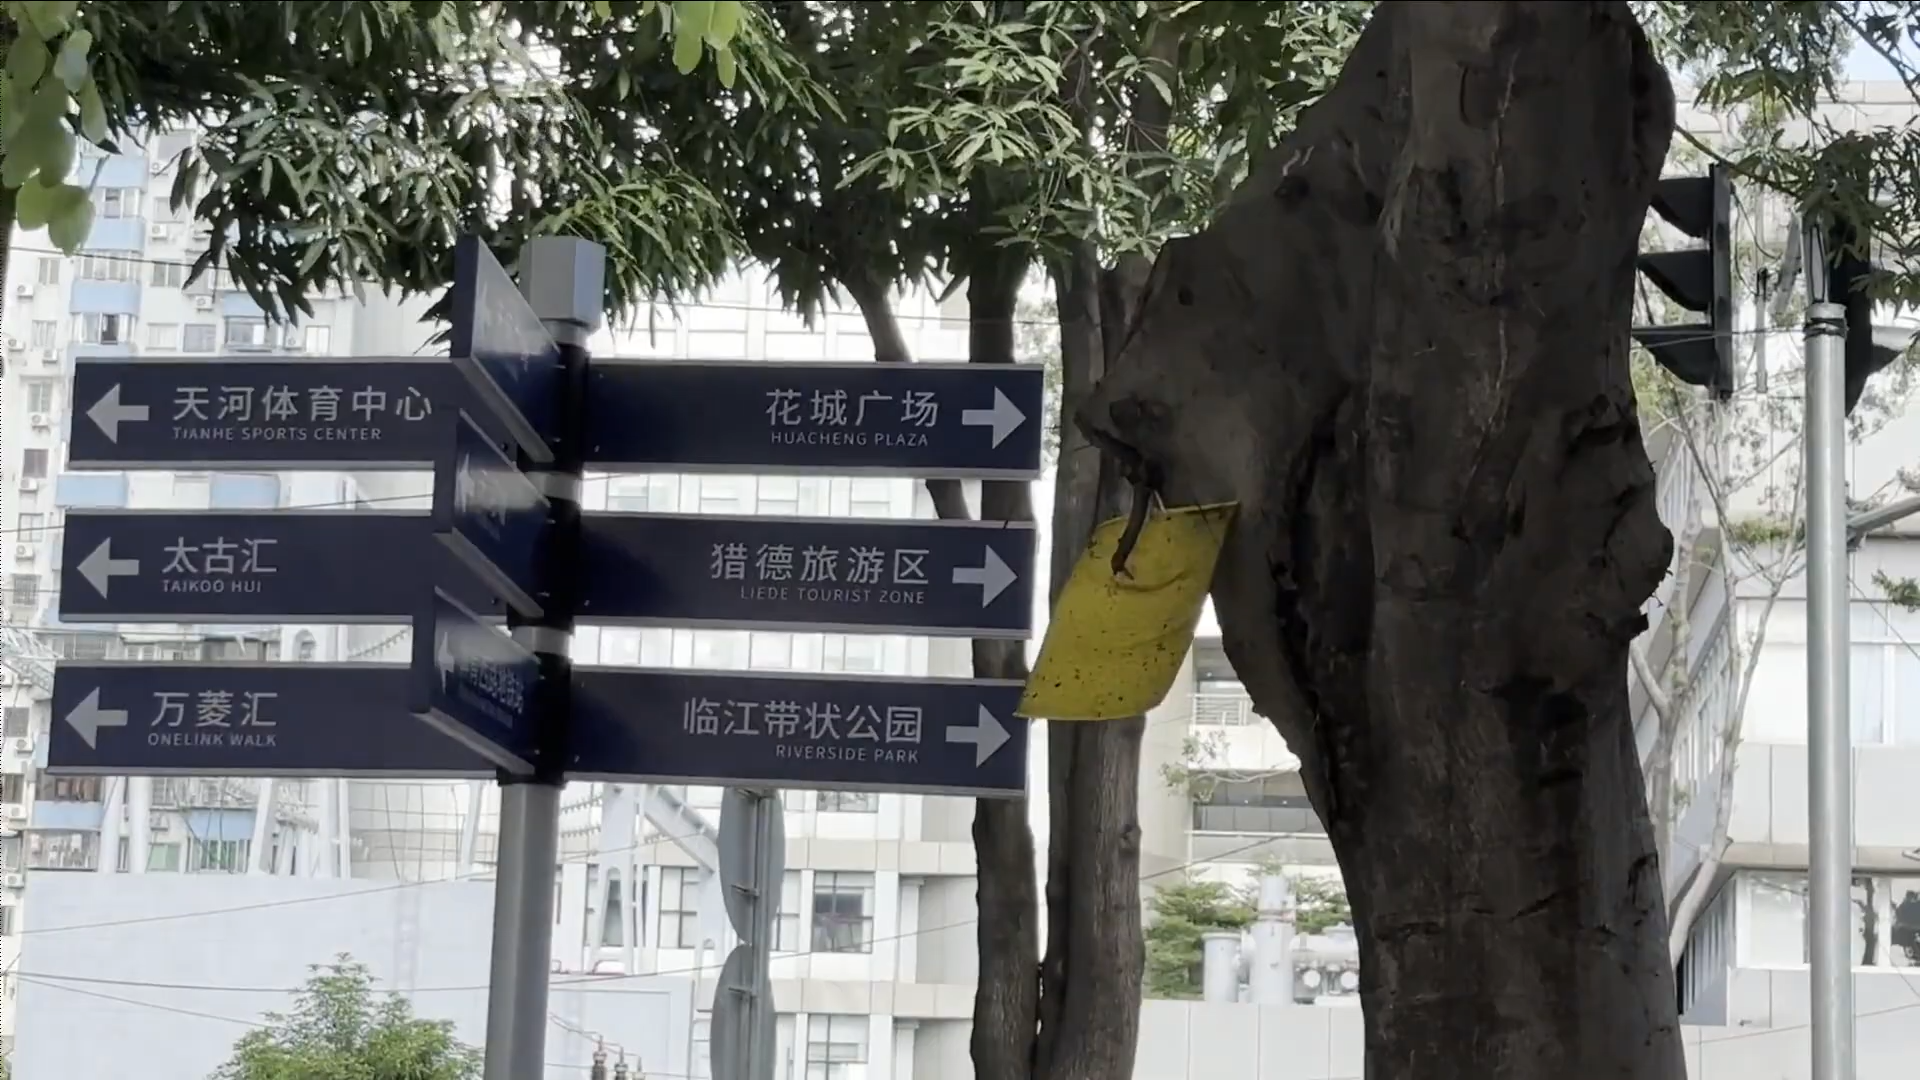 天河体育中心
TIANHE SPORTS CENTER
花城广场
HUACHENG PLAZA
太古汇
TAIKOO HUI
猎德旅游区
LIEDE TOURIST ZONE
万菱汇
ONELINK WALK
临江带状公园
RIVERSIDE PARK